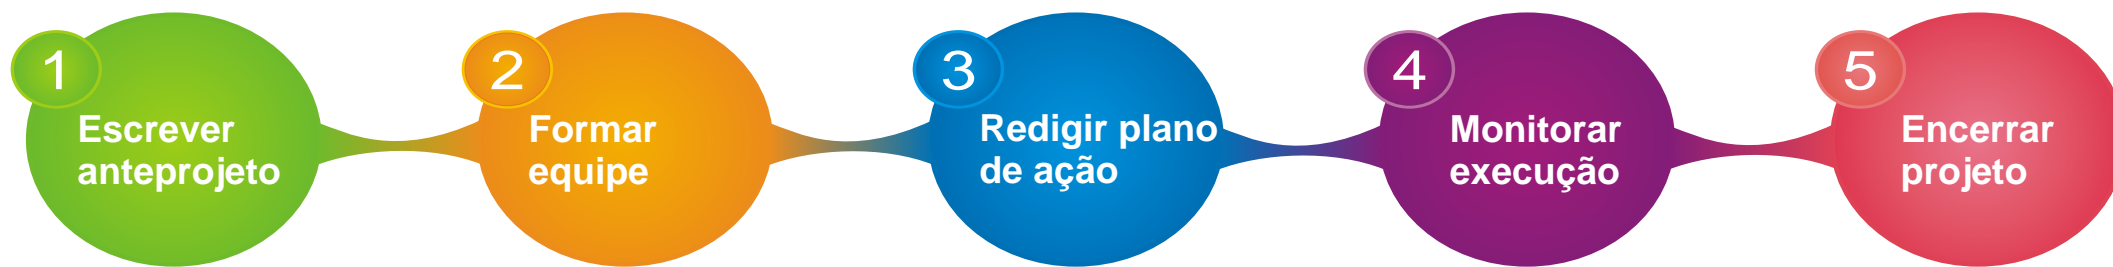 1
Escrever
anteprojeto
2
Formar
equipe
3
Redigir plano
de ação
4
Monitorar
execução
5
Encerrar
projeto